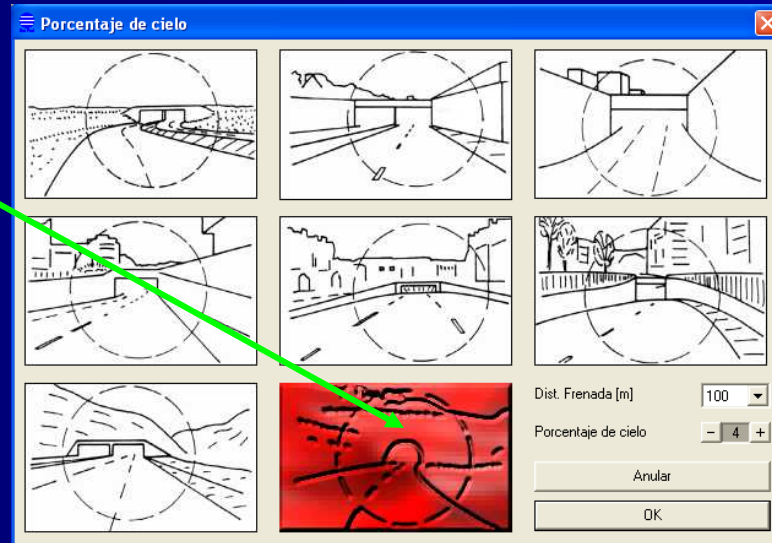 Porcentaje de cielo
Dist. Frenada [m]
100
Porcentaje de cielo
- 4 +
Anular
OK